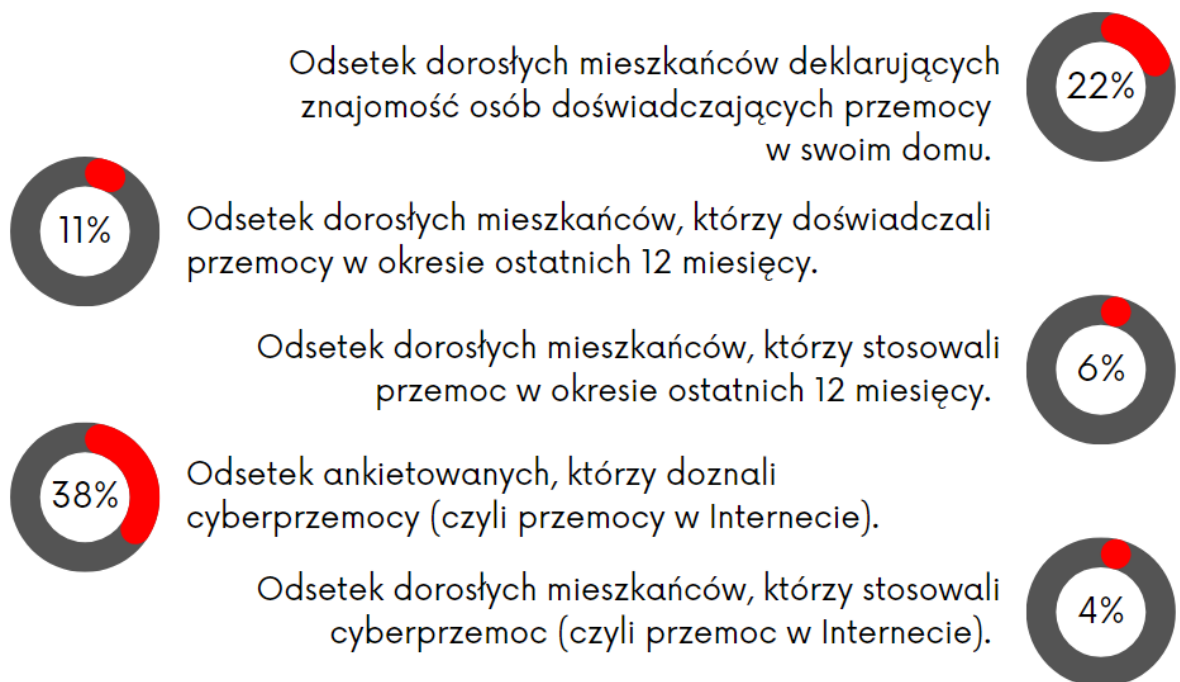 Odsetek dorosłych mieszkańców deklarujących
znajomość osób doświadczających przemocy
w swoim domu.
22%
11%
Odsetek dorosłych mieszkańców, którzy doświadczali
przemocy w okresie ostatnich 12 miesięcy.
Odsetek dorosłych mieszkańców, którzy stosowali
przemoc w okresie ostatnich 12 miesięcy.
6%
38%
Odsetek ankietowanych, którzy doznali
cyberprzemocy (czyli przemocy w Internecie).
Odsetek dorosłych mieszkańców, którzy stosowali
cyberprzemoc (czyli przemoc w Internecie).
4%